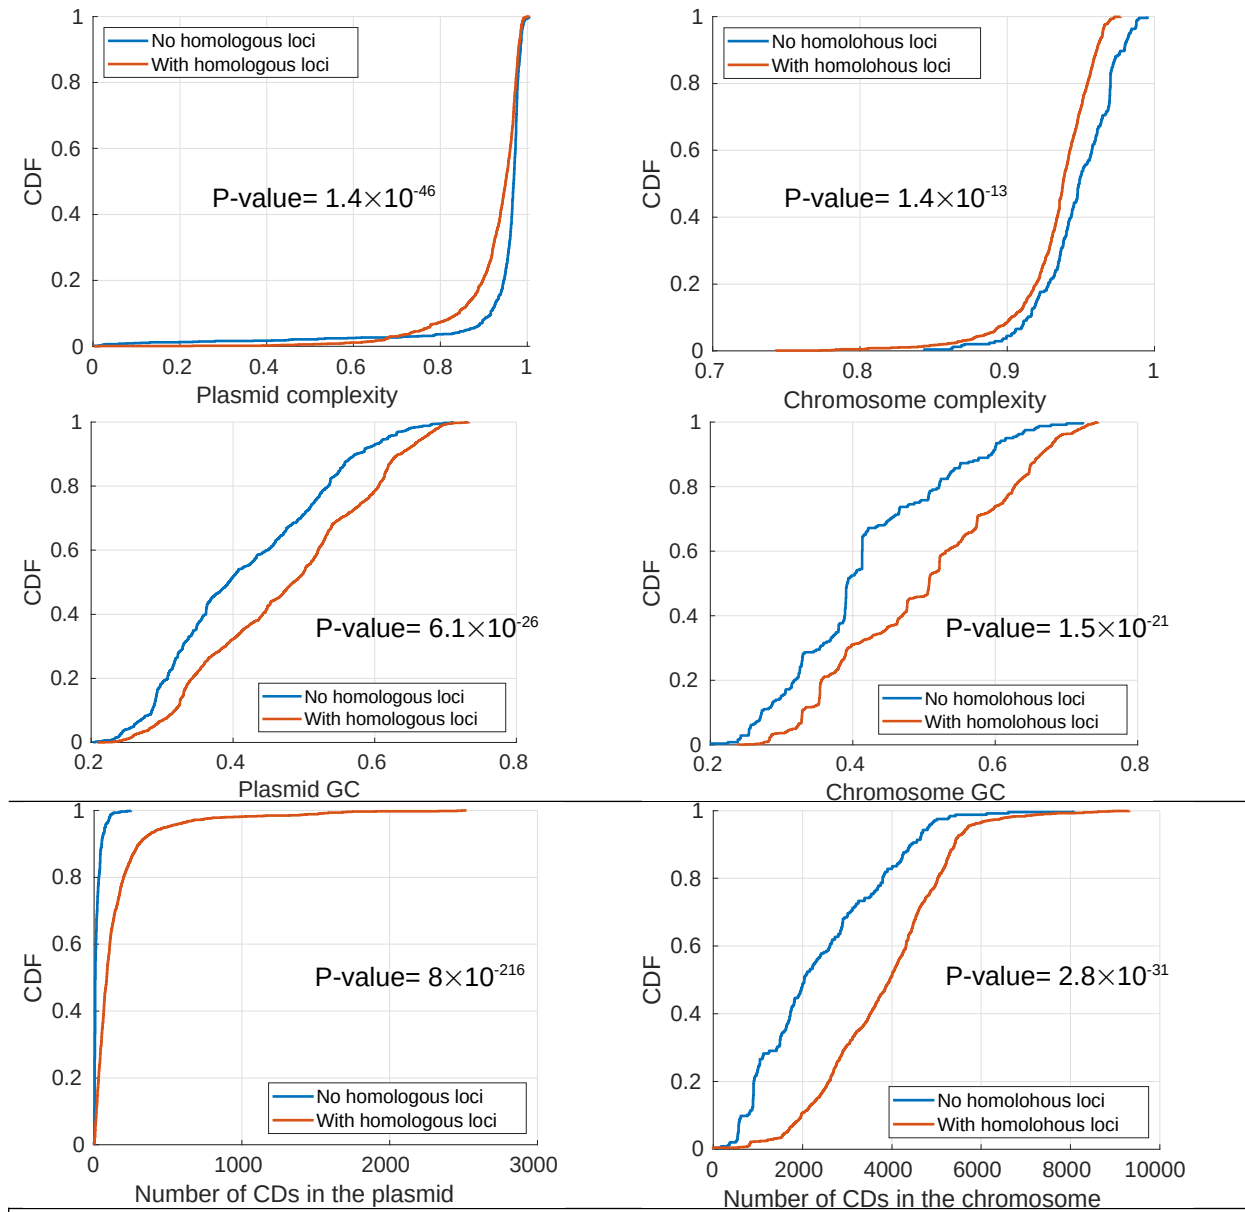 1
0.8
0.6
0.4
0.2
0
CDF
No homologous loci
With homologous loci
P-value= 1.4×10-46
0 0.2 0.4 0.6 0.8 1
Plasmid complexity
1
0.8
0.6
0.4
0.2
0
CDF
No homolohous loci
With homolohous loci
P-value= 1.4×10-13
0.7 0.8 0.9 1
Chromosome complexity
1
0.8
0.6
0.4
0.2
0
CDF
P-value= 6.1×10-26
No homologous loci
With homologous loci
0.2 0.4 0.6 0.8
Plasmid GC
1
0.8
0.6
0.4
0.2
0
CDF
P-value= 1.5×10-21
No homolohous loci
With homolohous loci
0.2 0.4 0.6 0.8
Chromosome GC
1
0.8
0.6
0.4
0.2
0
CDF
P-value= 8×10-216
No homologous loci
With homologous loci
0 1000 2000 3000
Number of CDs in the plasmid
1
0.8
0.6
0.4
0.2
0
CDF
P-value= 2.8×10-31
No homolohous loci
With homolohous loci
0 2000 4000 6000 8000 10000
Number of CDs in the chromosome